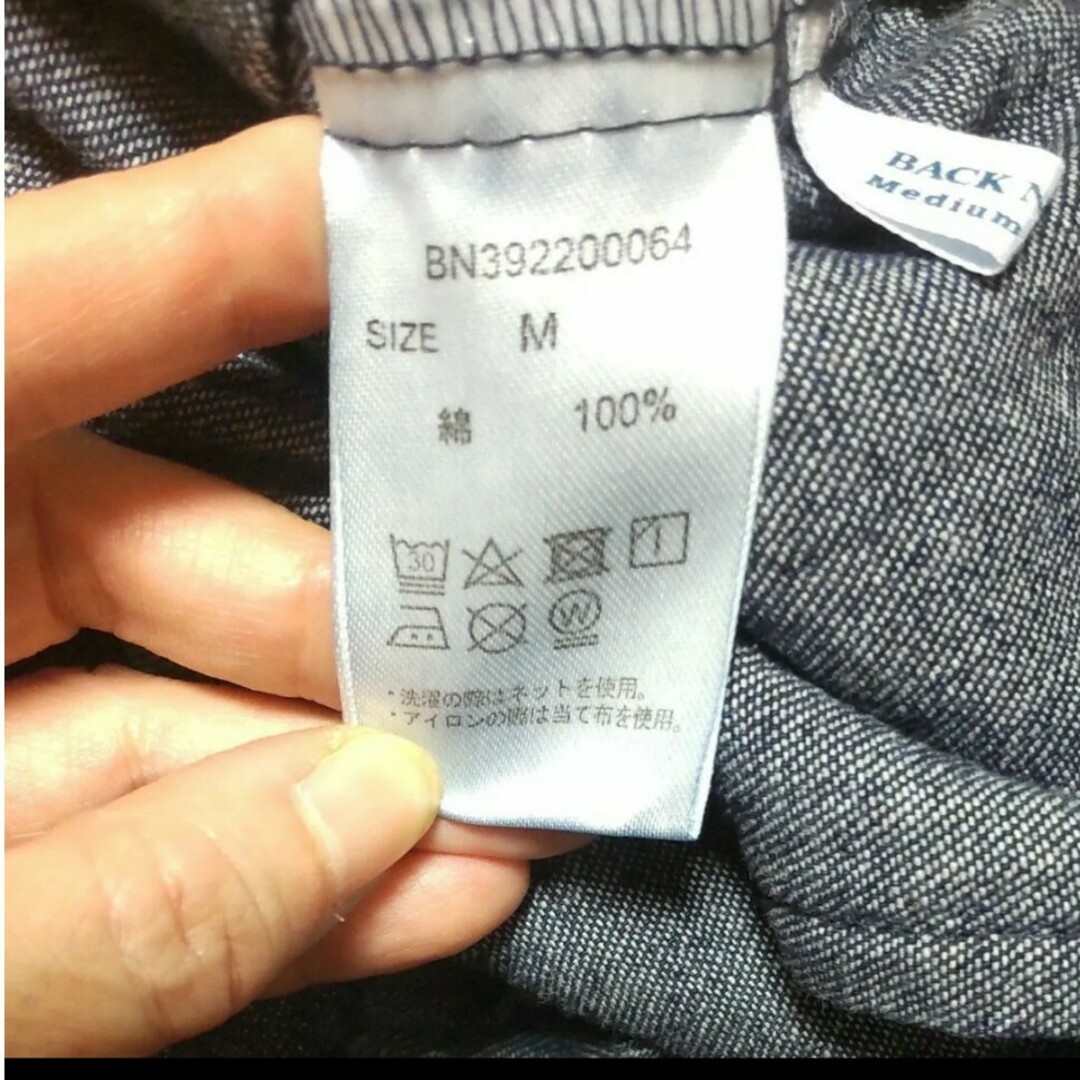 BN392200064
SIZE M
綿 100%
30
W
*洗濯の際はネットを使用。
*アイロンの際は当て布を使用。
BACK N
Medium